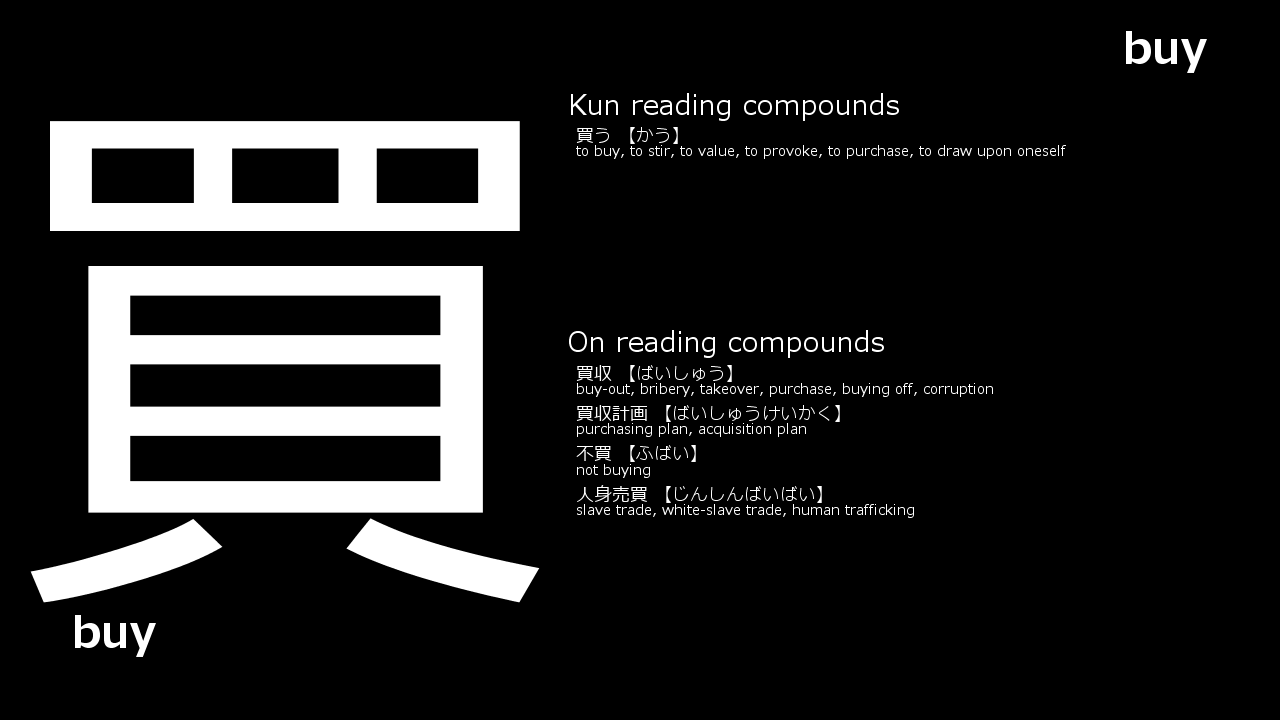 buy
買
Kun reading compounds
買う 【かう】
to buy, to stir, to value, to provoke, to purchase, to draw upon oneself
On reading compounds
買収 【ばいしゅう】
buy-out, bribery, takeover, purchase, buying off, corruption
買収計画 【ばいしゅうけいかく】
purchasing plan, acquisition plan
不買 【ふばい】
not buying
人身売買 【じんしんばいばい】
slave trade, white-slave trade, human trafficking
buy